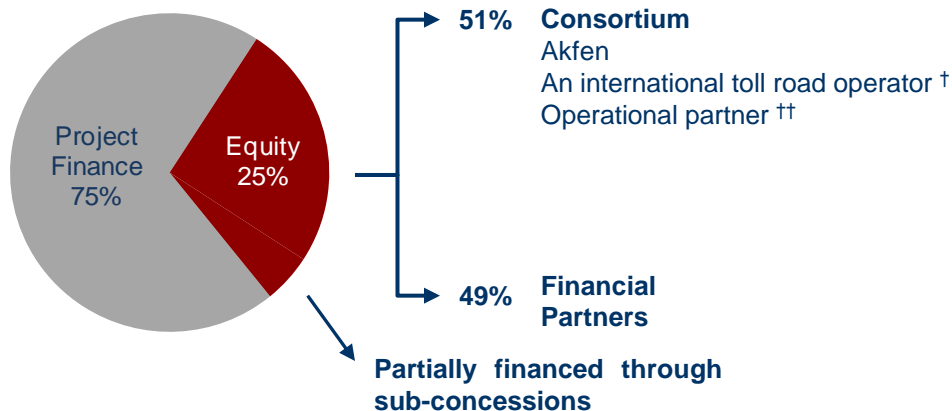 Project
Finance
75%
Equity
25%
51% Consortium
Akfen
An international toll road operator †
Operational partner ††
49% Financial
Partners
Partially financed through
sub-concessions